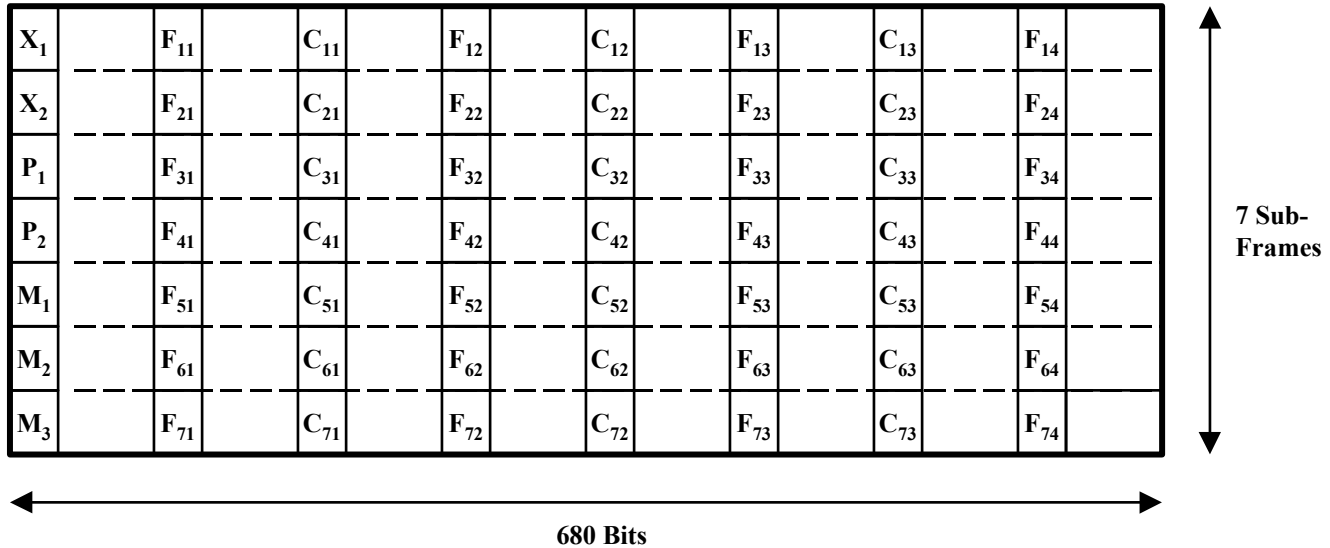 X₁ F₁₁ C₁₁ F₁₂ C₁₂ F₁₃ C₁₃ F₁₄
X₂ F₂₁ C₂₁ F₂₂ C₂₂ F₂₃ C₂₃ F₂₄
P₁ F₃₁ C₃₁ F₃₂ C₃₂ F₃₃ C₃₃ F₃₄
P₂ F₄₁ C₄₁ F₄₂ C₄₂ F₄₃ C₄₃ F₄₄
M₁ F₅₁ C₅₁ F₅₂ C₅₂ F₅₃ C₅₃ F₅₄
M₂ F₆₁ C₆₁ F₆₂ C₆₂ F₆₃ C₆₃ F₆₄
M₃ F₇₁ C₇₁ F₇₂ C₇₂ F₇₃ C₇₃ F₇₄
7 Sub-
Frames
680 Bits